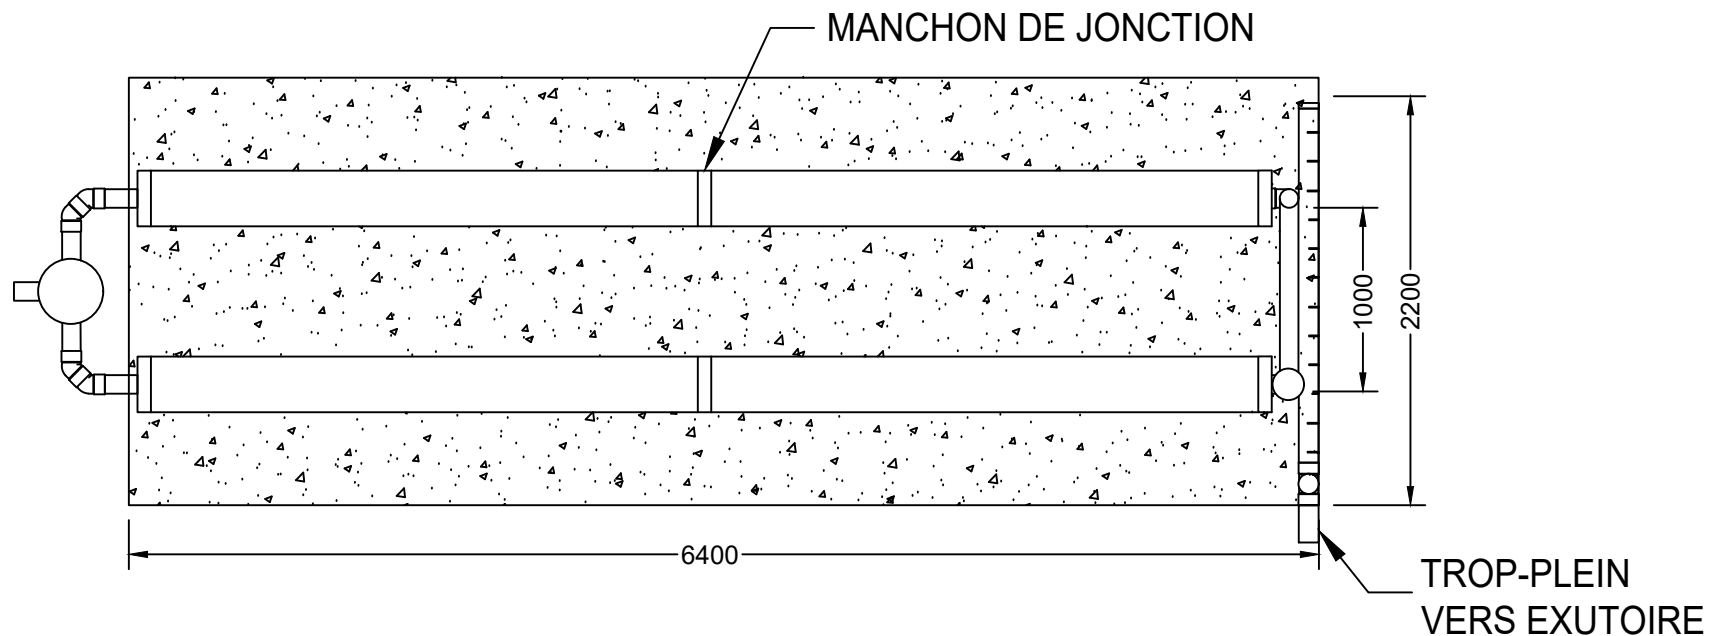 MANCHON DE JONCTION
1000
2200
6400
TROP-PLEIN
VERS EXUTOIRE